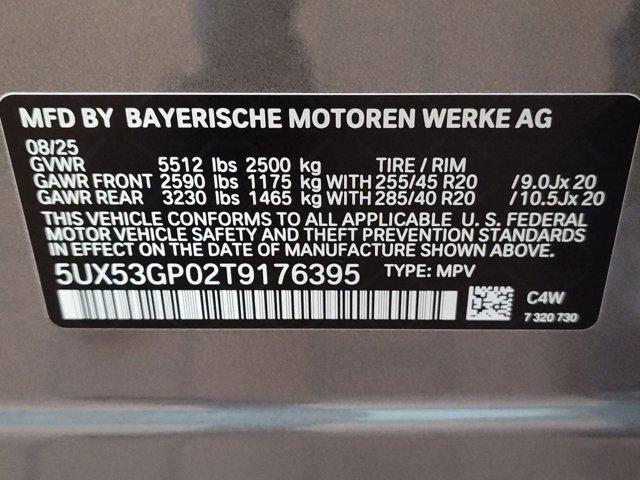 MFD BY BAYERISCHE MOTOREN WERKE AG
08/25
GVWR 5512 lbs 2500 kg TIRE / RIM
GAWR FRONT 2590 lbs 1175 kg WITH 255/45 R20 /9.0Jx 20
GAWR REAR 3230 lbs 1465 kg WITH 285/40 R20 /10.5Jx 20
THIS VEHICLE CONFORMS TO ALL APPLICABLE U. S. FEDERAL
MOTOR VEHICLE SAFETY AND THEFT PREVENTION STANDARDS
IN EFFECT ON THE DATE OF MANUFACTURE SHOWN ABOVE.
5UX53GP02T9176395 TYPE: MPV
C4W
7 320 730